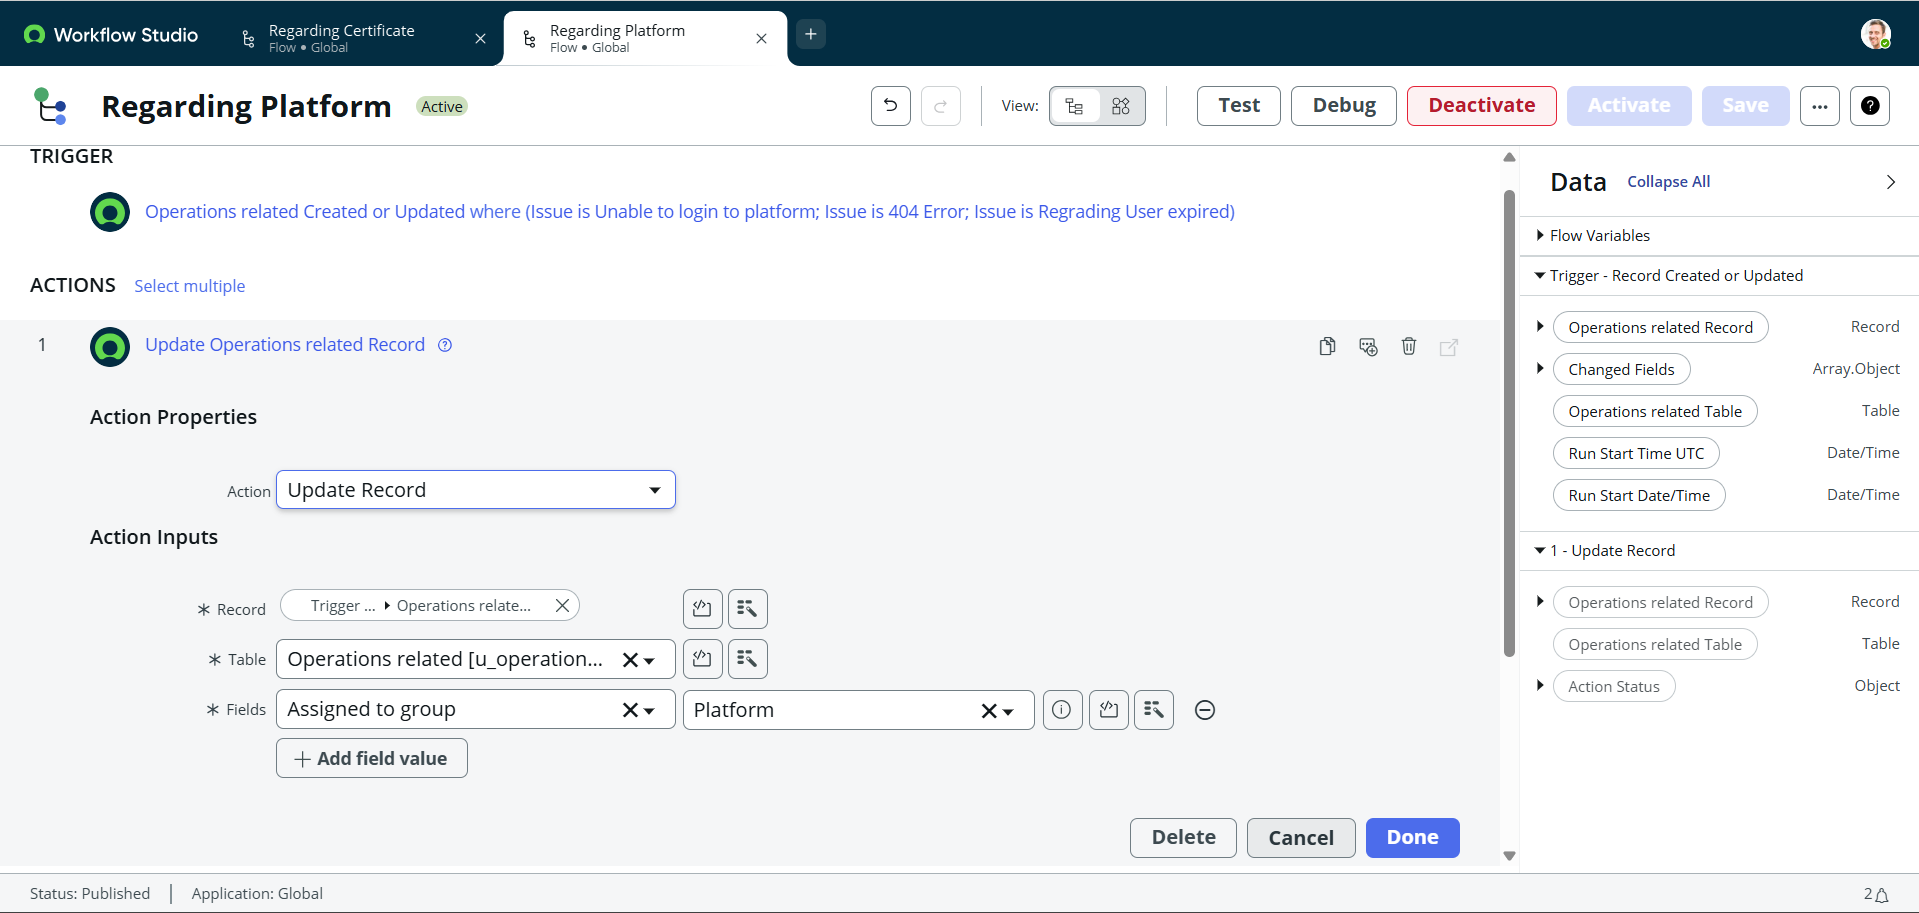 Workflow Studio
Regarding Certificate
Flow • Global
Regarding Platform
Flow • Global
Regarding Platform
Active
View:
Test
Debug
Deactivate
Activate
Save
TRIGGER
Operations related Created or Updated where (Issue is Unable to login to platform; Issue is 404 Error; Issue is Regrading User expired)
ACTIONS
Select multiple
1
Update Operations related Record
Action Properties
Action
Update Record
Action Inputs
* Record
Trigger ... Operations relate...
* Table
Operations related [u_operation...
* Fields
Assigned to group
Platform
+ Add field value
Delete
Cancel
Done
Data
Collapse All
Flow Variables
Trigger - Record Created or Updated
Operations related Record
Record
Changed Fields
Array.Object
Operations related Table
Table
Run Start Time UTC
Date/Time
Run Start Date/Time
Date/Time
1 - Update Record
Operations related Record
Record
Operations related Table
Table
Action Status
Object
Status: Published
Application: Global
2